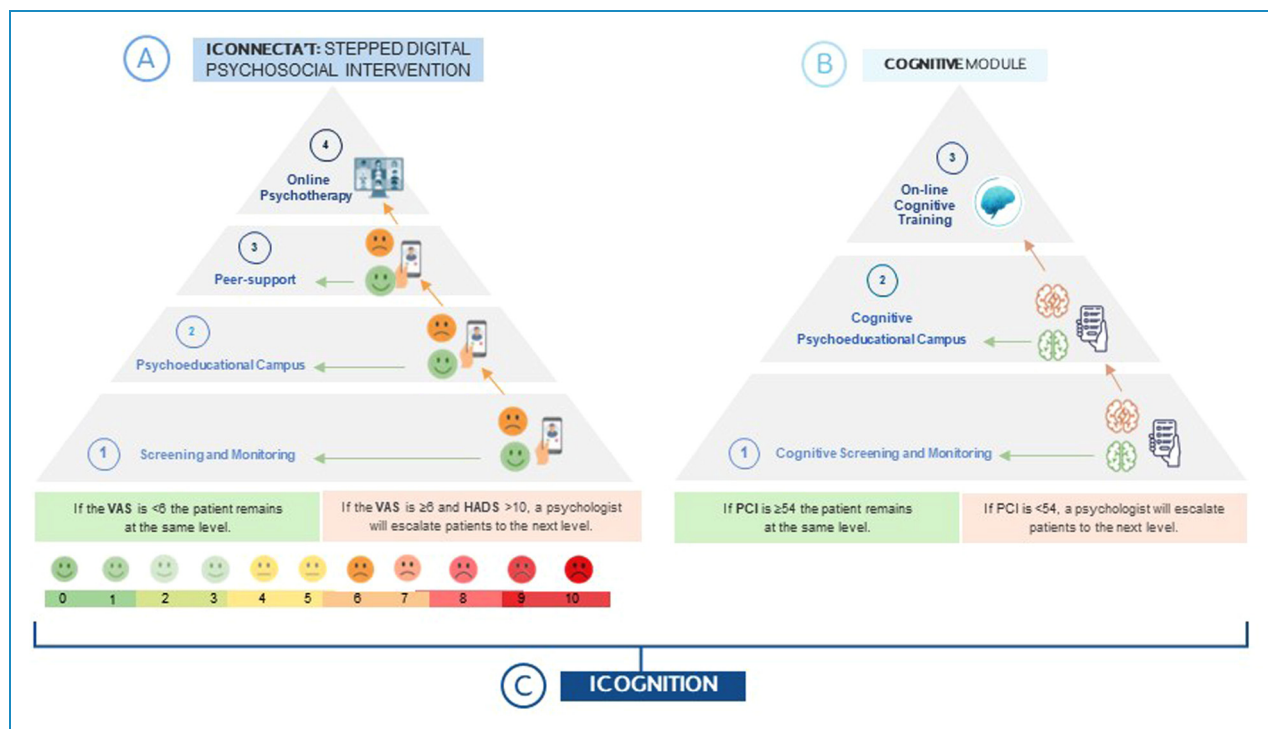 A
ICONNECTA'T: STEPPED DIGITAL
PSYCHOSOCIAL INTERVENTION
4
Online
Psychotherapy
3
Peer-support
2
Psychoeducational Campus
1
Screening and Monitoring
If the VAS is <6 the patient remains
at the same level.
If the VAS is ≥6 and HADS >10, a psychologist
will escalate patients to the next level.
0 1 2 3 4 5 6 7 8 9 10
B
COGNITIVE MODULE
3
On-line
Cognitive
Training
2
Cognitive
Psychoeducational Campus
1
Cognitive Screening and Monitoring
If PCI is ≥54 the patient remains
at the same level.
If PCI is <54, a psychologist will escalate
patients to the next level.
C
ICOGNITION